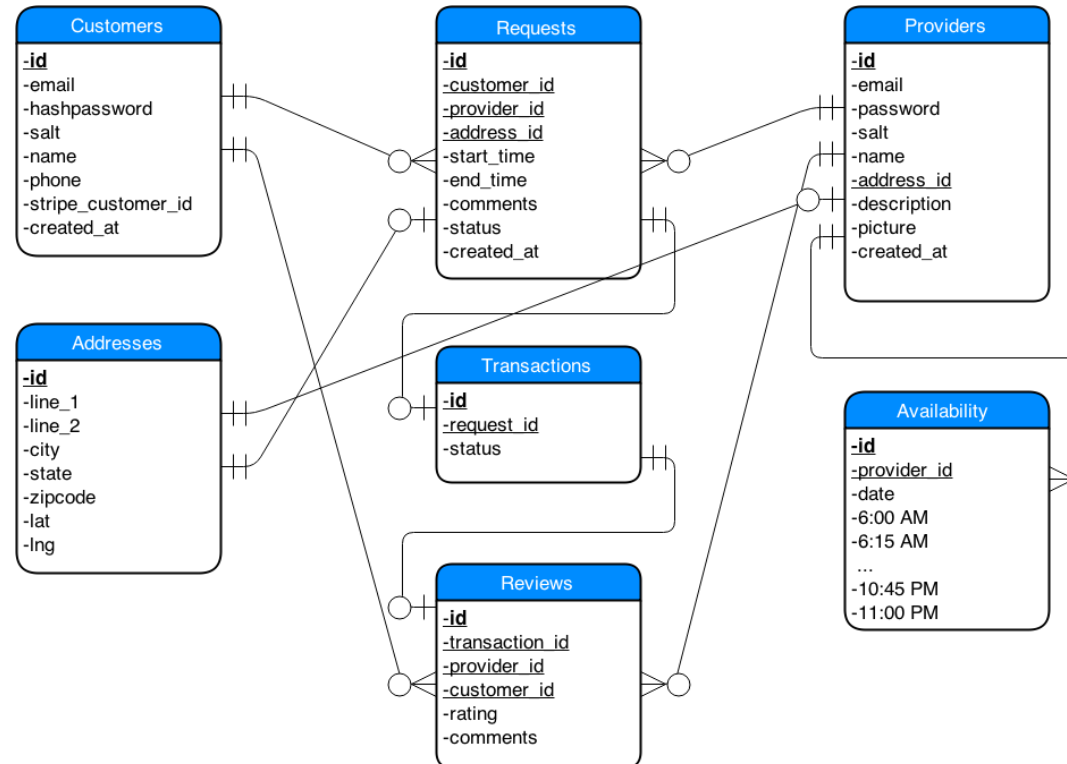 Customers
-id
-email
-hashpassword
-salt
-name
-phone
-stripe_customer_id
-created_at
Requests
-id
-customer_id
-provider_id
-address_id
-start_time
-end_time
-comments
-status
-created_at
Providers
-id
-email
-password
-salt
-name
-address_id
-description
-picture
-created_at
Addresses
-id
-line_1
-line_2
-city
-state
-zipcode
-lat
-lng
Transactions
-id
-request_id
-status
Availability
-id
-provider_id
-date
-6:00 AM
-6:15 AM
...
-10:45 PM
-11:00 PM
Reviews
-id
-transaction_id
-provider_id
-customer_id
-rating
-comments